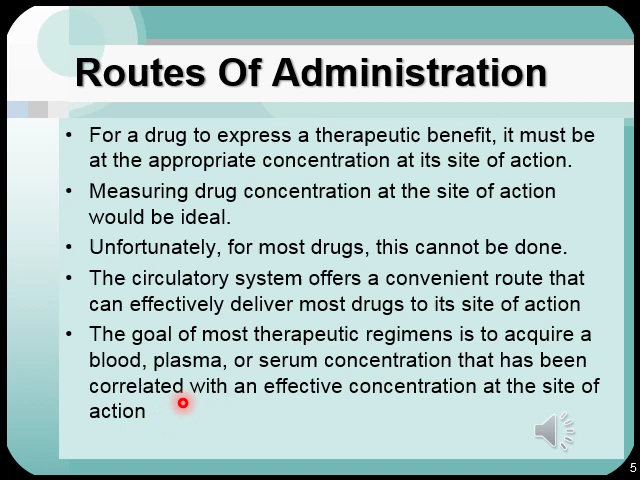 Routes Of Administration
• For a drug to express a therapeutic benefit, it must be
at the appropriate concentration at its site of action.
• Measuring drug concentration at the site of action
would be ideal.
• Unfortunately, for most drugs, this cannot be done.
• The circulatory system offers a convenient route that
can effectively deliver most drugs to its site of action
• The goal of most therapeutic regimens is to acquire a
blood, plasma, or serum concentration that has been
correlated with an effective concentration at the site of
action
5